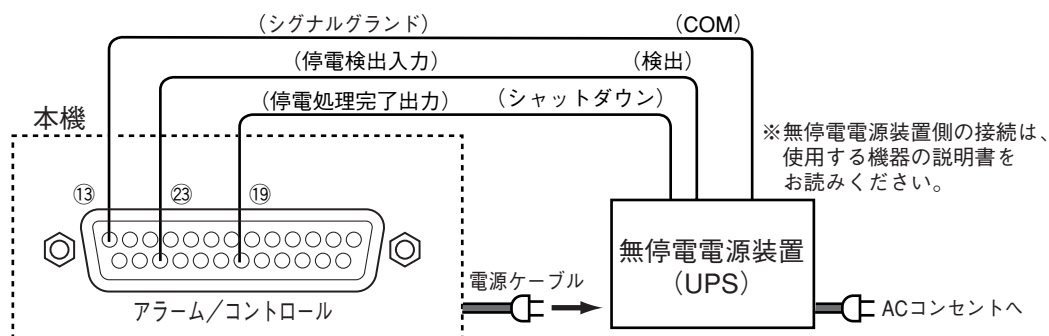 (シグナルグランド)
(COM)
(停電検出入力)
(検出)
(停電処理完了出力)
(シャットダウン)
本機
※無停電電源装置側の接続は、
使用する機器の説明書を
お読みください。
⑬
㉓
⑲
無停電電源装置
(UPS)
電源ケーブル
アラーム/コントロール
ACコンセントへ